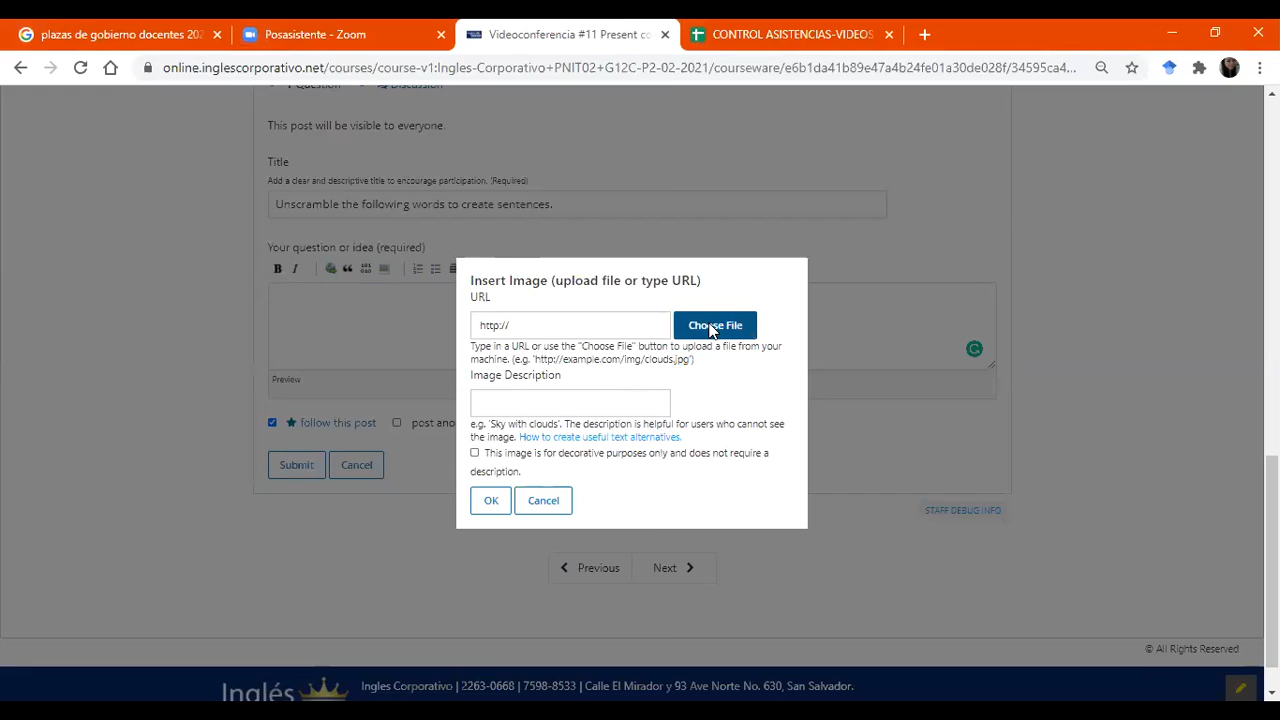 plazas de gobierno docentes 202
Posasistente - Zoom
Videoconferencia #11 Present co
CONTROL ASISTENCIAS-VIDEOS
online.inglescorporativo.net/courses/course-v1:Ingles-Corporativo+PNIT02+G12C-P2-02-2021/courseware/e6b1da41b89e47a4b24fe01a30de028f/34595ca4...
Question Discussion
This post will be visible to everyone.
Title
Add a clear and descriptive title to encourage participation. (Required)
Unscramble the following words to create sentences.
Your question or idea (required)
B I
Insert Image (upload file or type URL)
URL
http:// Choose File
Type in a URL or use the "Choose File" button to upload a file from your
machine. (e.g. 'http://example.com/img/clouds.jpg')
Image Description
Preview
e.g. 'Sky with clouds'. The description is helpful for users who cannot see
the image. How to create useful text alternatives.
This image is for decorative purposes only and does not require a
description.
OK Cancel
follow this post post
Submit Cancel
STAFF DEBUG INFO
Previous Next
© All Rights Reserved
Inglés
Ingles Corporativo | 2263-0668 | 7598-8533 | Calle El Mirador y 93 Ave Norte No. 630, San Salvador.